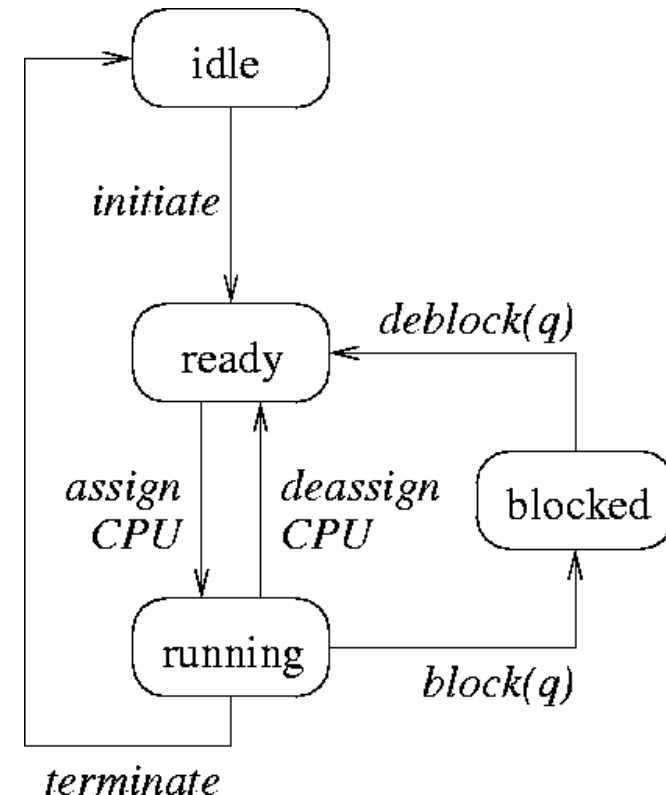 idle
initiate
deblock(q)
ready
assign
CPU
deassign
CPU
blocked
running
block(q)
terminate